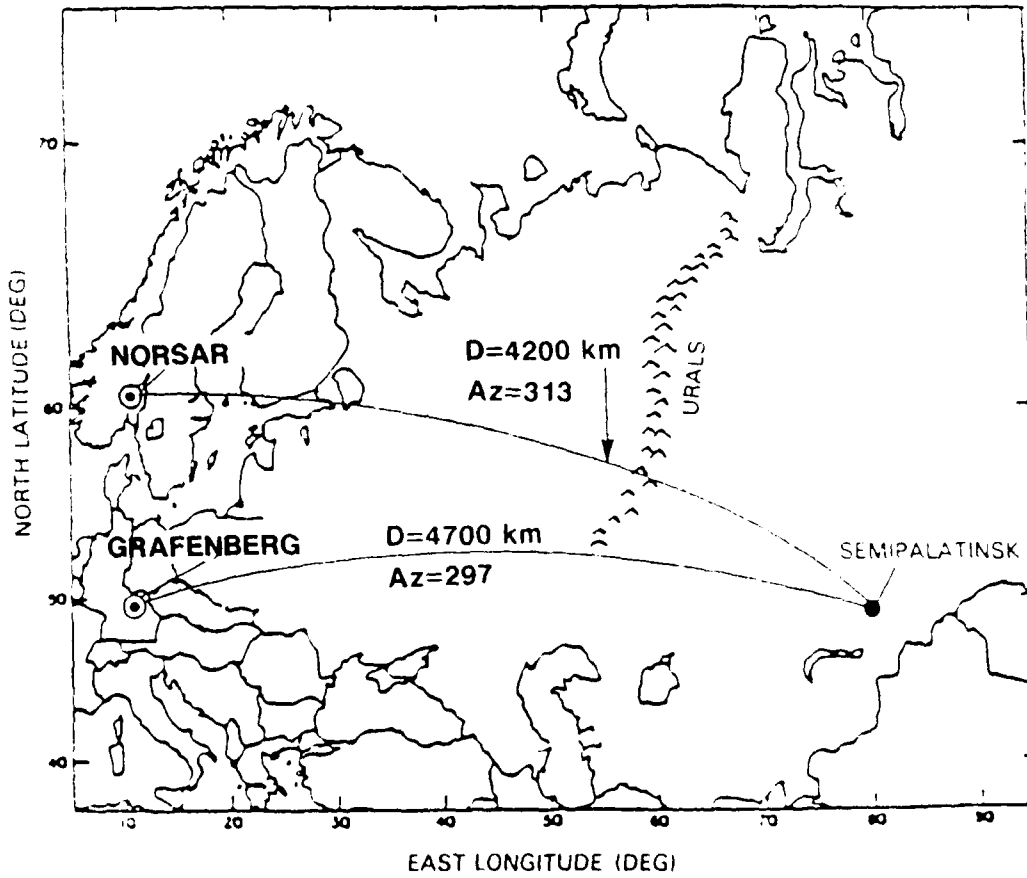 70
NORTH LATITUDE (DEG)
NORSAR
D=4200 km
Az=313
URALS
60
GRAFENBERG
D=4700 km
Az=297
SEMIPALATINSK
50
40
10 20 30 40 50 60 70 80 90
EAST LONGITUDE (DEG)